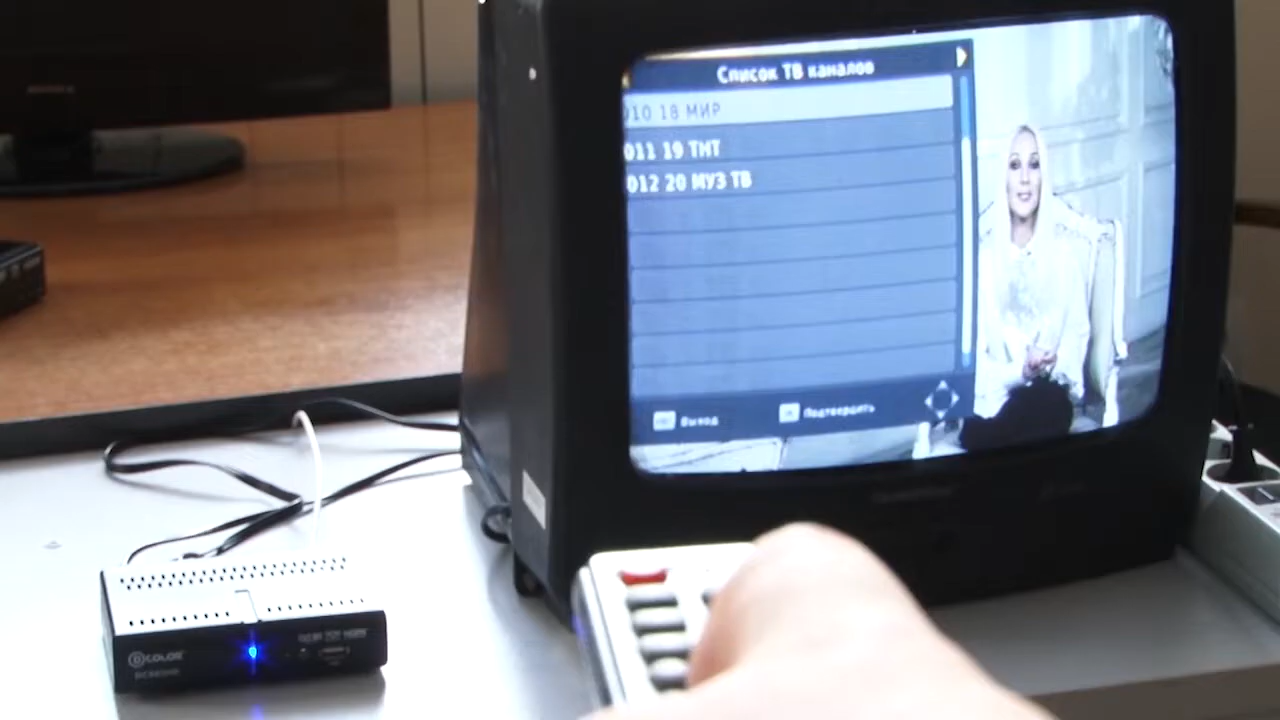 Список ТВ каналов
010 18 МИР
011 19 ТНТ
012 20 МУЗ ТВ
Выход
Подтвердить
D COLOR